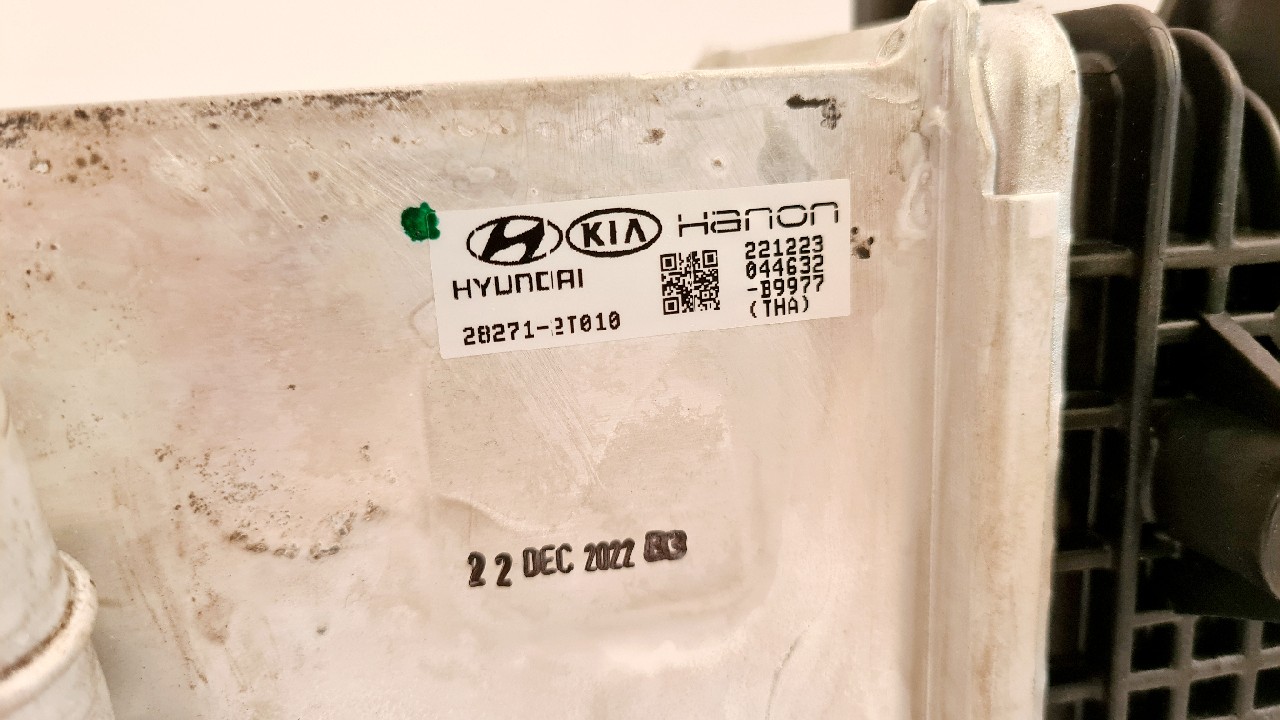 HYUNDAI
KIA
Hanon
28271-2T010
221223
044632
-B9977
(THA)
22 DEC 2022